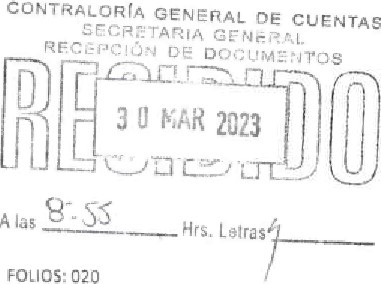 CONTRALORÍA GENERAL DE CUENTAS
SECRETARIA GENERAL
RECEPCIÓN DE DOCUMENTOS
RECIBIDO
30 MAR 2023
A las 8:55 Hrs. Letras
FOLIOS: 020